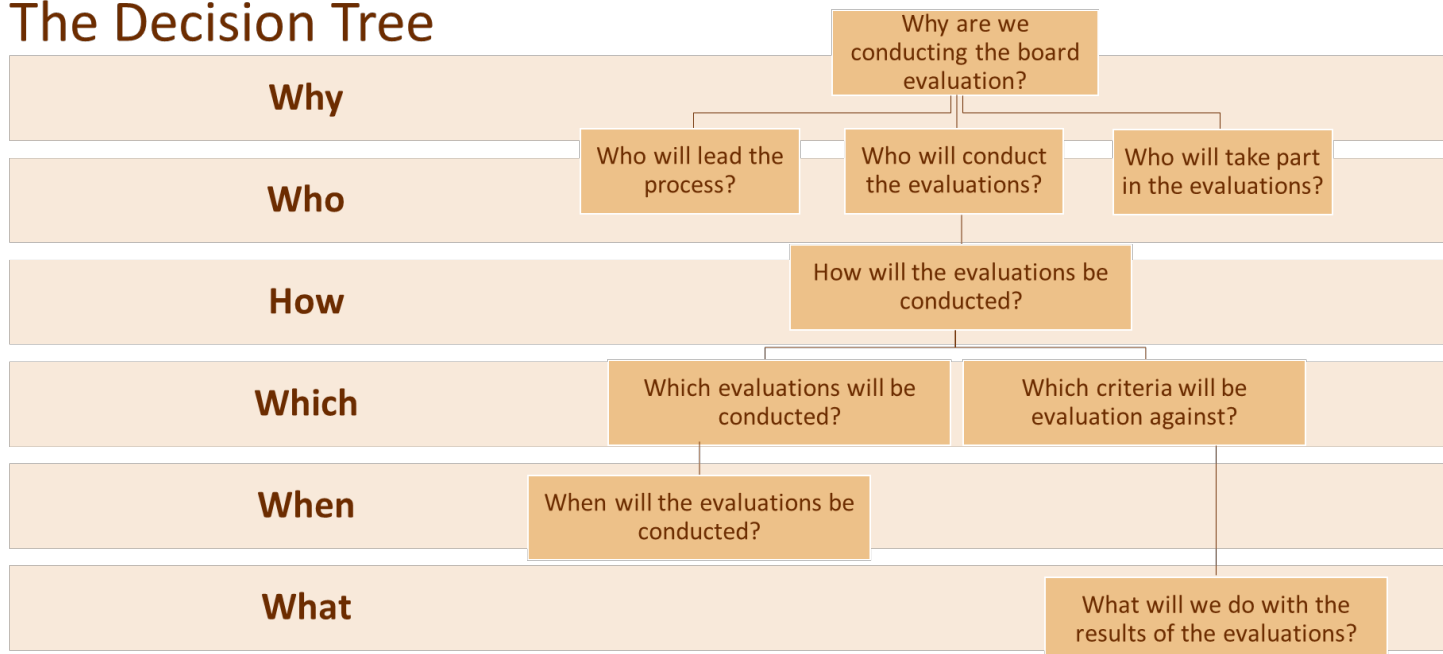 The Decision Tree
Why are we
conducting the board
evaluation?
Why
Who will lead the
process?
Who will conduct
the evaluations?
Who will take part
in the evaluations?
Who
How will the evaluations be
conducted?
How
Which evaluations will be
conducted?
Which criteria will be
evaluation against?
Which
When will the evaluations be
conducted?
When
What will we do with the
results of the evaluations?
What